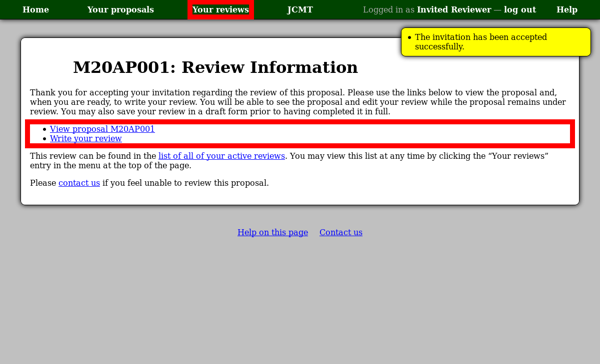 Home Your proposals Your reviews JCMT Logged in as Invited Reviewer — log out Help
• The invitation has been accepted
successfully.
M20AP001: Review Information
Thank you for accepting your invitation regarding the review of this proposal. Please use the links below to view the proposal and,
when you are ready, to write your review. You will be able to see the proposal and edit your review while the proposal remains under
review. You may also save your review in a draft form prior to having completed it in full.
• View proposal M20AP001
• Write your review
This review can be found in the list of all of your active reviews. You may view this list at any time by clicking the “Your reviews”
entry in the menu at the top of the page.
Please contact us if you feel unable to review this proposal.
Help on this page Contact us